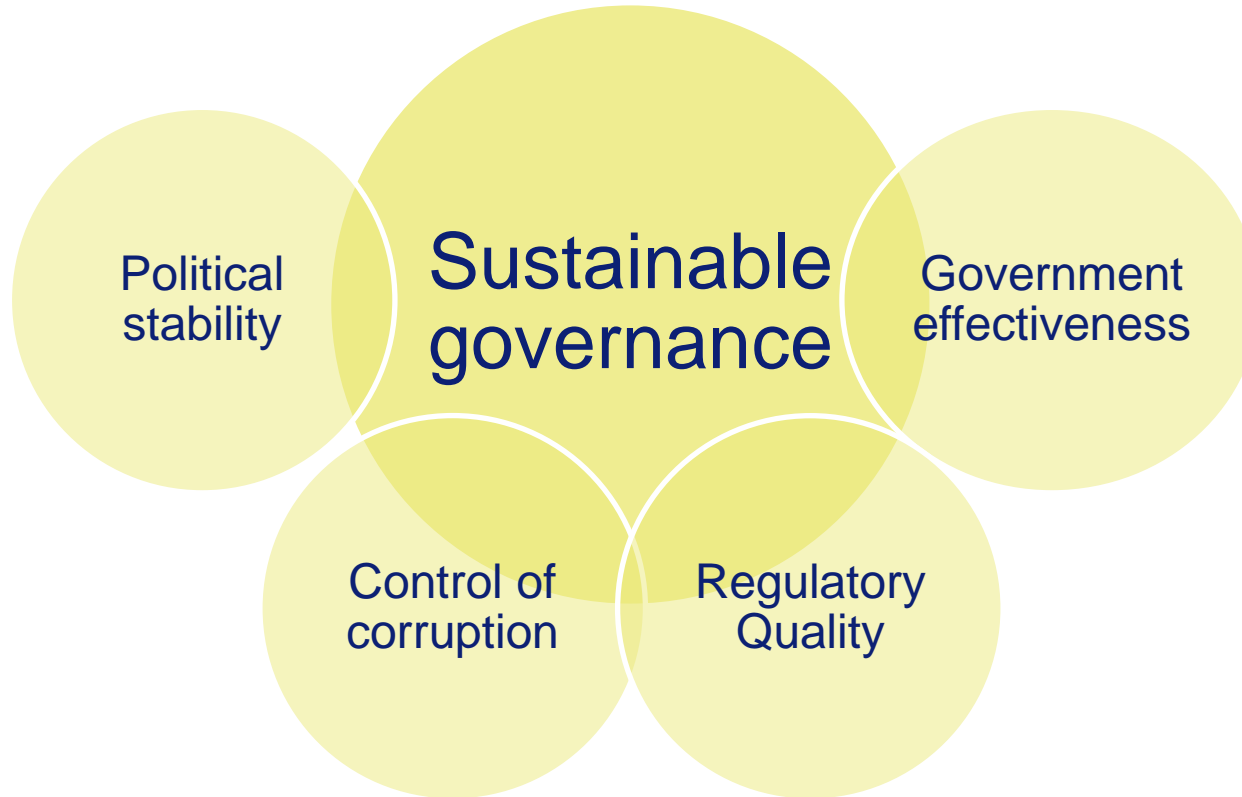 Political
stability
Sustainable
governance
Government
effectiveness
Control of
corruption
Regulatory
Quality